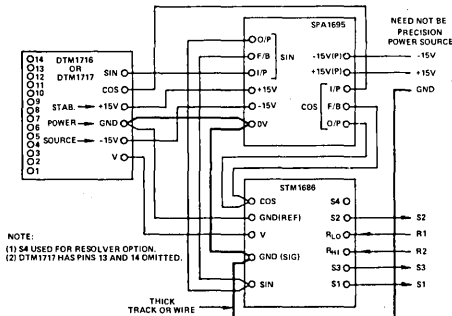 SPA1695
NEED NOT BE
PRECISION
POWER SOURCE
DTM1716
OR
DTM1717
14
13
12
11
10
9
8
7
6
5
4
3
2
1
SIN
COS
STAB. +15V
POWER GND
SOURCE -15V
V
O/P
F/B SIN
I/P
+15V
-15V
0V
-15V(P)
+15V(P)
I/P
COS F/B
O/P
-15V
+15V
GND
STM1686
COS
GND(REF)
V
GND (SIG)
SIN
S4
S2
RLO
RHI
S3
S1
S2
R1
R2
S3
S1
NOTE:
(1) S4 USED FOR RESOLVER OPTION.
(2) DTM1717 HAS PINS 13 AND 14 OMITTED.
THICK
TRACK OR WIRE